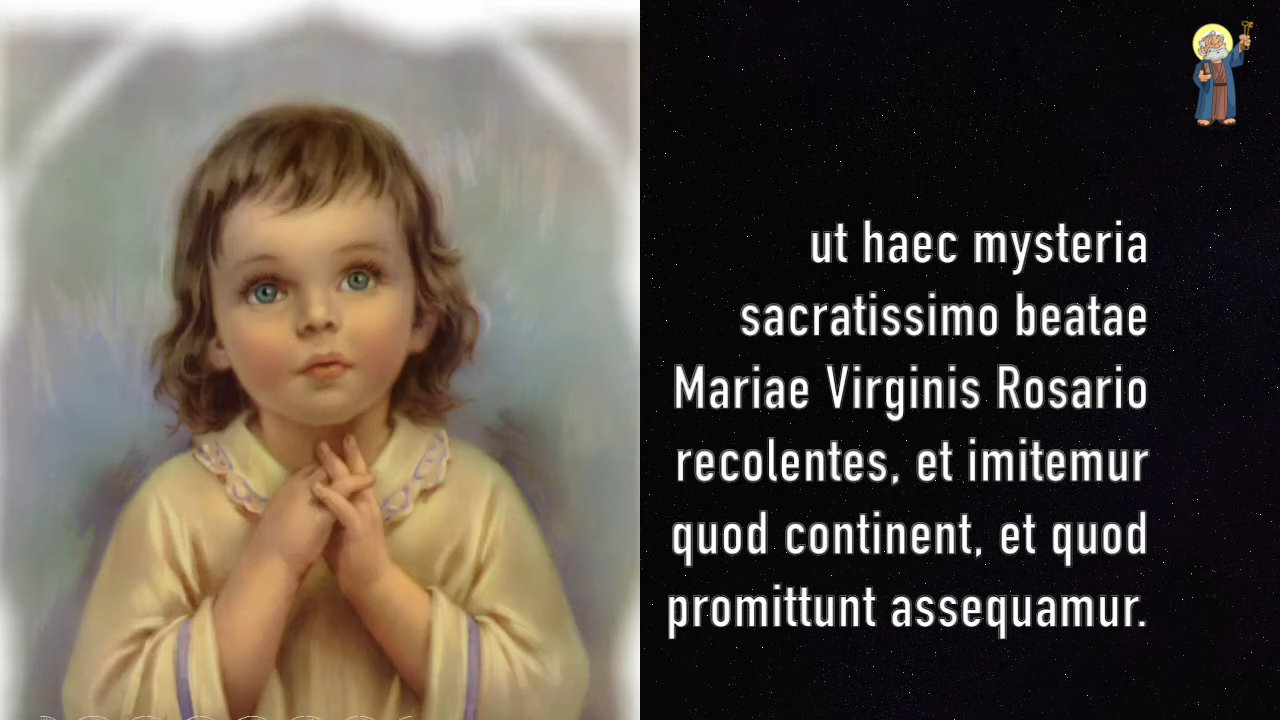 ut haec mysteria
sacratissimo beatae
Mariae Virginis Rosario
recolentes, et imitemur
quod continent, et quod
promittunt assequamur.